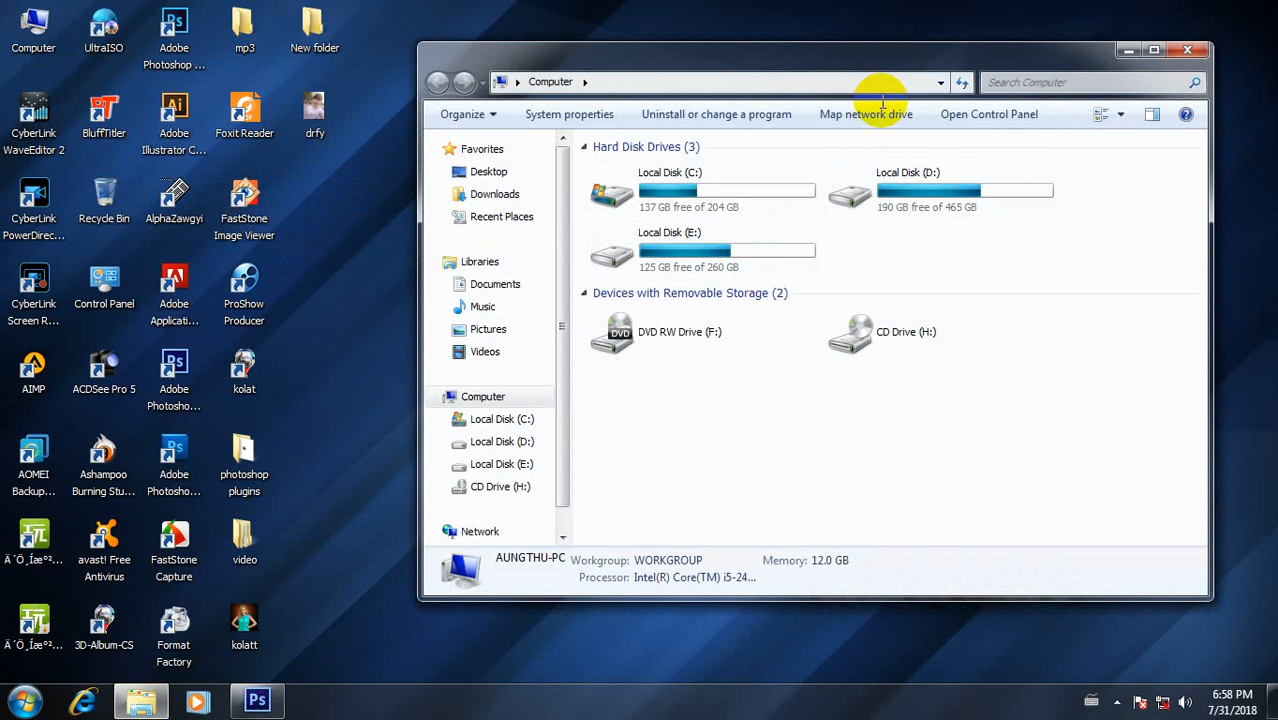 Computer
UltraISO
Adobe
Photoshop ...
mp3
New folder
CyberLink
WaveEditor 2
BluffTitler
Adobe
Illustrator C...
Foxit Reader
drfy
CyberLink
PowerDirec...
Recycle Bin
AlphaZawgyi
FastStone
Image Viewer
CyberLink
Screen R...
Control Panel
Adobe
Applicati...
ProShow
Producer
AIMP
ACDSee Pro 5
Adobe
Photosho...
kolat
AOMEI
Backup...
Ashampoo
Burning Stu...
Adobe
Photosho...
photoshop
plugins
avast! Free
Antivirus
FastStone
Capture
video
3D-Album-CS
Format
Factory
kolatt
Computer
Search Computer
Organize
System properties
Uninstall or change a program
Map network drive
Open Control Panel
Favorites
Desktop
Downloads
Recent Places
Libraries
Documents
Music
Pictures
Videos
Computer
Local Disk (C:)
Local Disk (D:)
Local Disk (E:)
CD Drive (H:)
Network
Hard Disk Drives (3)
Local Disk (C:)
137 GB free of 204 GB
Local Disk (D:)
190 GB free of 465 GB
Local Disk (E:)
125 GB free of 260 GB
Devices with Removable Storage (2)
DVD
DVD RW Drive (F:)
CD Drive (H:)
AUNGTHU-PC
Workgroup: WORKGROUP
Memory: 12.0 GB
Processor: Intel(R) Core(TM) i5-24...
Ps
6:58 PM
7/31/2018